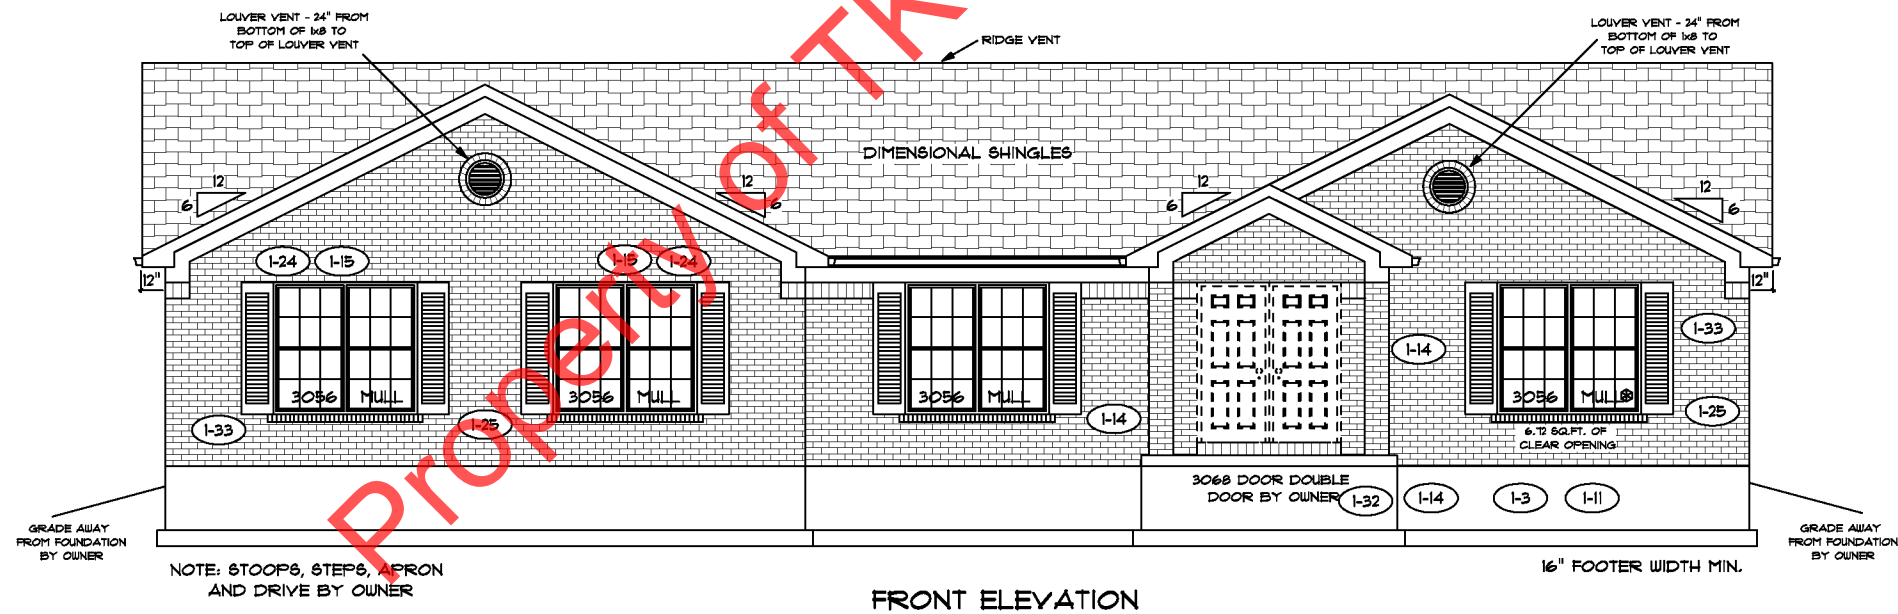 LOUVER VENT - 24" FROM
BOTTOM OF 1x8 TO
TOP OF LOUVER VENT
RIDGE VENT
LOUVER VENT - 24" FROM
BOTTOM OF 1x8 TO
TOP OF LOUVER VENT
DIMENSIONAL SHINGLES
12
6
12
6
12
6
12
6
12"
12"
1-24
1-15
1-15
1-24
1-33
1-14
3056 MULL
3056 MULL
3056 MULL
3056 MULL
1-33
1-25
1-14
1-25
6.72 SQ.FT. OF
CLEAR OPENING
3068 DOOR DOUBLE
DOOR BY OWNER
1-32
1-14
1-3
1-11
GRADE AWAY
FROM FOUNDATION
BY OWNER
GRADE AWAY
FROM FOUNDATION
BY OWNER
NOTE: STOOPS, STEPS, APRON
AND DRIVE BY OWNER
16" FOOTER WIDTH MIN.
FRONT ELEVATION
Property of TK